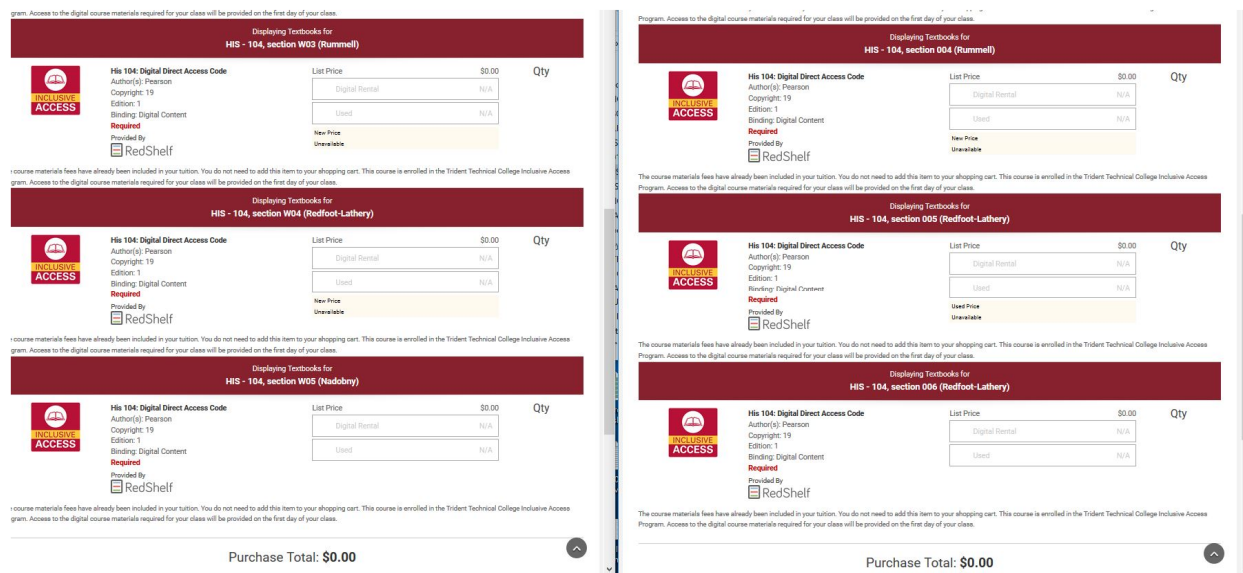 gram. Access to the digital course materials required for your class will be provided on the first day of your class.
Displaying Textbooks for
HIS - 104, section W03 (Rummell)
INCLUSIVE
ACCESS
His 104: Digital Direct Access Code
Author(s): Pearson
Copyright: 19
Edition: 1
Binding: Digital Content
Required
Provided By
RedShelf
List Price $0.00
Digital Rental N/A
Used N/A
New Price
Unavailable
Qty
course materials fees have already been included in your tuition. You do not need to add this item to your shopping cart. This course is enrolled in the Trident Technical College Inclusive Access
gram. Access to the digital course materials required for your class will be provided on the first day of your class.
Displaying Textbooks for
HIS - 104, section W04 (Redfoot-Lathery)
INCLUSIVE
ACCESS
His 104: Digital Direct Access Code
Author(s): Pearson
Copyright: 19
Edition: 1
Binding: Digital Content
Required
Provided By
RedShelf
List Price $0.00
Digital Rental N/A
Used N/A
New Price
Unavailable
Qty
course materials fees have already been included in your tuition. You do not need to add this item to your shopping cart. This course is enrolled in the Trident Technical College Inclusive Access
gram. Access to the digital course materials required for your class will be provided on the first day of your class.
Displaying Textbooks for
HIS - 104, section W05 (Nadobny)
INCLUSIVE
ACCESS
His 104: Digital Direct Access Code
Author(s): Pearson
Copyright: 19
Edition: 1
Binding: Digital Content
Required
Provided By
RedShelf
List Price $0.00
Digital Rental N/A
Used N/A
Qty
course materials fees have already been included in your tuition. You do not need to add this item to your shopping cart. This course is enrolled in the Trident Technical College Inclusive Access
gram. Access to the digital course materials required for your class will be provided on the first day of your class.
Purchase Total: $0.00
Program. Access to the digital course materials required for your class will be provided on the first day of your class.
Displaying Textbooks for
HIS - 104, section 004 (Rummell)
INCLUSIVE
ACCESS
His 104: Digital Direct Access Code
Author(s): Pearson
Copyright: 19
Edition: 1
Binding: Digital Content
Required
Provided By
RedShelf
List Price $0.00
Digital Rental N/A
Used N/A
New Price
Unavailable
Qty
The course materials fees have already been included in your tuition. You do not need to add this item to your shopping cart. This course is enrolled in the Trident Technical College Inclusive Access
Program. Access to the digital course materials required for your class will be provided on the first day of your class.
Displaying Textbooks for
HIS - 104, section 005 (Redfoot-Lathery)
INCLUSIVE
ACCESS
His 104: Digital Direct Access Code
Author(s): Pearson
Copyright: 19
Edition: 1
Binding: Digital Content
Required
Provided By
RedShelf
List Price $0.00
Digital Rental N/A
Used N/A
Used Price
Unavailable
Qty
The course materials fees have already been included in your tuition. You do not need to add this item to your shopping cart. This course is enrolled in the Trident Technical College Inclusive Access
Program. Access to the digital course materials required for your class will be provided on the first day of your class.
Displaying Textbooks for
HIS - 104, section 006 (Redfoot-Lathery)
INCLUSIVE
ACCESS
His 104: Digital Direct Access Code
Author(s): Pearson
Copyright: 19
Edition: 1
Binding: Digital Content
Required
Provided By
RedShelf
List Price $0.00
Digital Rental N/A
Used N/A
Qty
The course materials fees have already been included in your tuition. You do not need to add this item to your shopping cart. This course is enrolled in the Trident Technical College Inclusive Access
Program. Access to the digital course materials required for your class will be provided on the first day of your class.
Purchase Total: $0.00